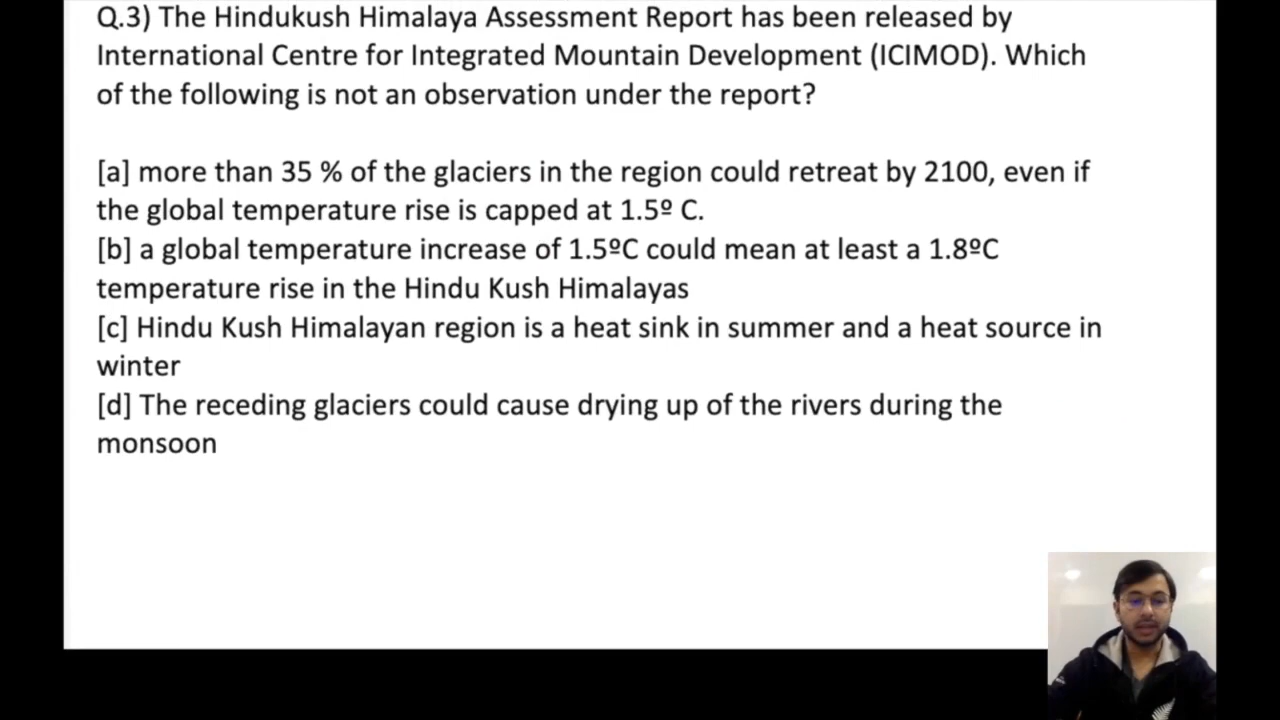 Q.3) The Hindukush Himalaya Assessment Report has been released by
International Centre for Integrated Mountain Development (ICIMOD). Which
of the following is not an observation under the report?
[a] more than 35 % of the glaciers in the region could retreat by 2100, even if
the global temperature rise is capped at 1.5º C.
[b] a global temperature increase of 1.5ºC could mean at least a 1.8ºC
temperature rise in the Hindu Kush Himalayas
[c] Hindu Kush Himalayan region is a heat sink in summer and a heat source in
winter
[d] The receding glaciers could cause drying up of the rivers during the
monsoon